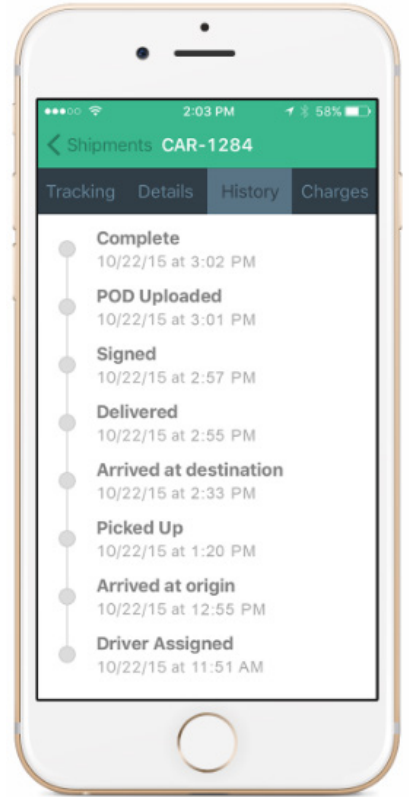 2:03 PM
58%
Shipments CAR-1284
Tracking Details History Charges
Complete
10/22/15 at 3:02 PM
POD Uploaded
10/22/15 at 3:01 PM
Signed
10/22/15 at 2:57 PM
Delivered
10/22/15 at 2:55 PM
Arrived at destination
10/22/15 at 2:33 PM
Picked Up
10/22/15 at 1:20 PM
Arrived at origin
10/22/15 at 12:55 PM
Driver Assigned
10/22/15 at 11:51 AM